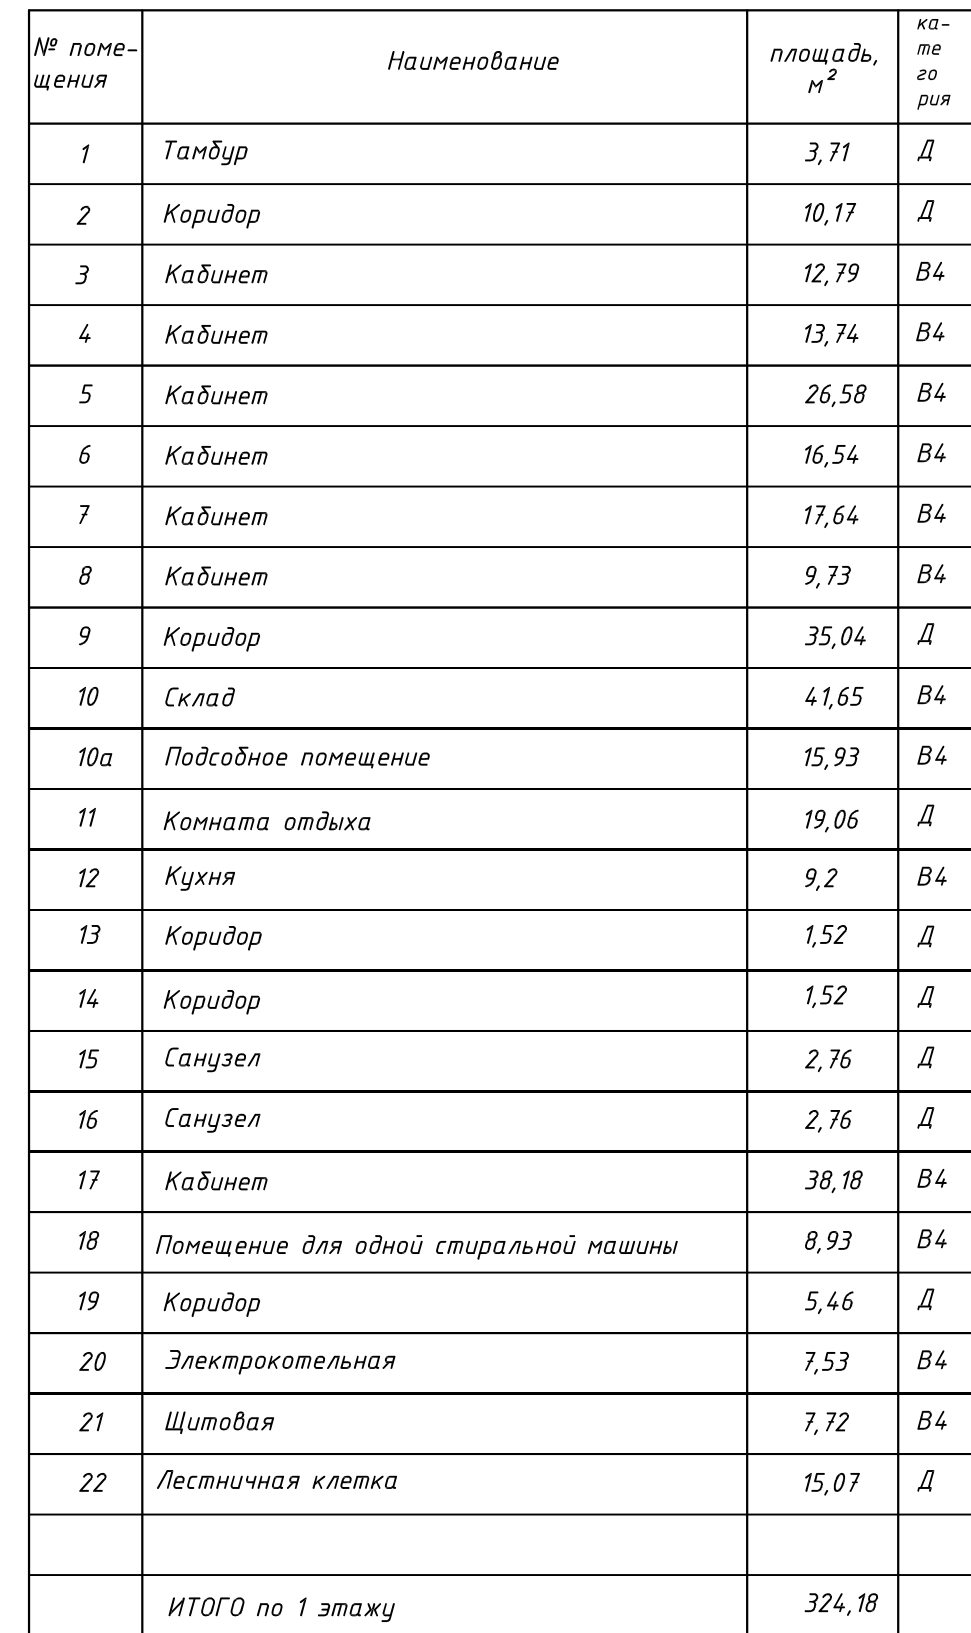 № поме- Наименование площадь, ка-
щения м² те
го
рия
1 Тамбур 3,71 Д
2 Коридор 10,17 Д
3 Кабинет 12,79 В4
4 Кабинет 13,74 В4
5 Кабинет 26,58 В4
6 Кабинет 16,54 В4
7 Кабинет 17,64 В4
8 Кабинет 9,73 В4
9 Коридор 35,04 Д
10 Склад 41,65 В4
10а Подсобное помещение 15,93 В4
11 Комната отдыха 19,06 Д
12 Кухня 9,2 В4
13 Коридор 1,52 Д
14 Коридор 1,52 Д
15 Санузел 2,76 Д
16 Санузел 2,76 Д
17 Кабинет 38,18 В4
18 Помещение для одной стиральной машины 8,93 В4
19 Коридор 5,46 Д
20 Электрокотельная 7,53 В4
21 Щитовая 7,72 В4
22 Лестничная клетка 15,07 Д
ИТОГО по 1 этажу 324,18